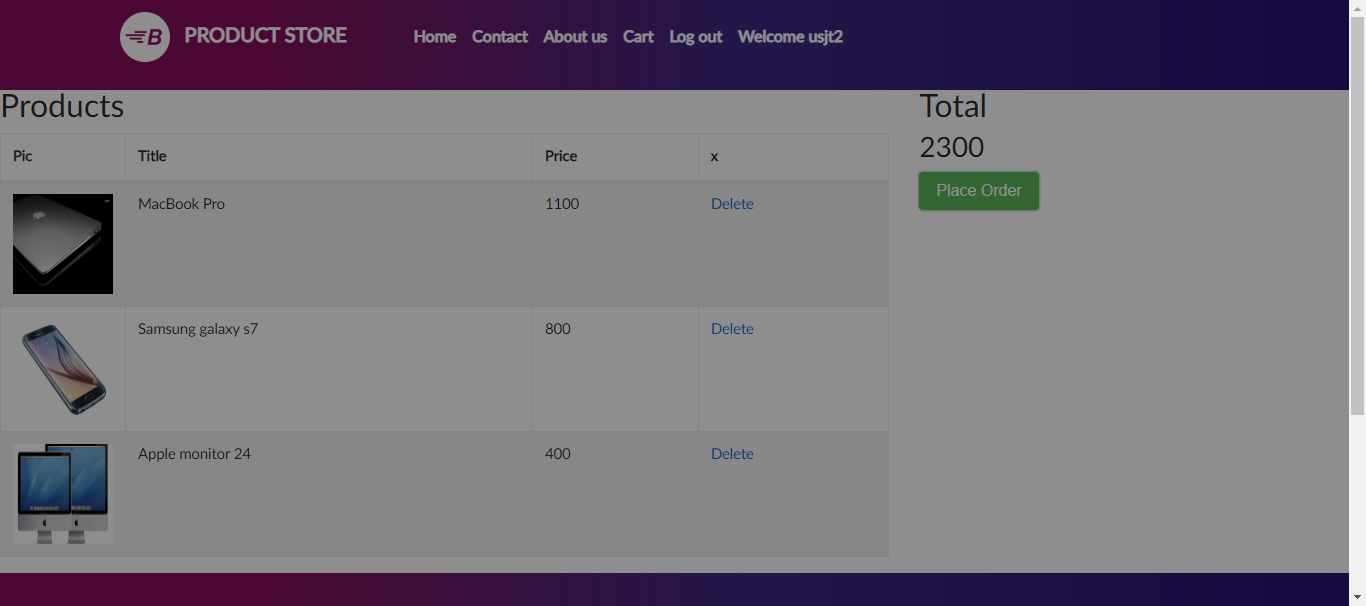 B PRODUCT STORE Home Contact About us Cart Log out Welcome usjt2
Products
Total
2300
Place Order
Pic Title Price x
MacBook Pro 1100 Delete
Samsung galaxy s7 800 Delete
Apple monitor 24 400 Delete